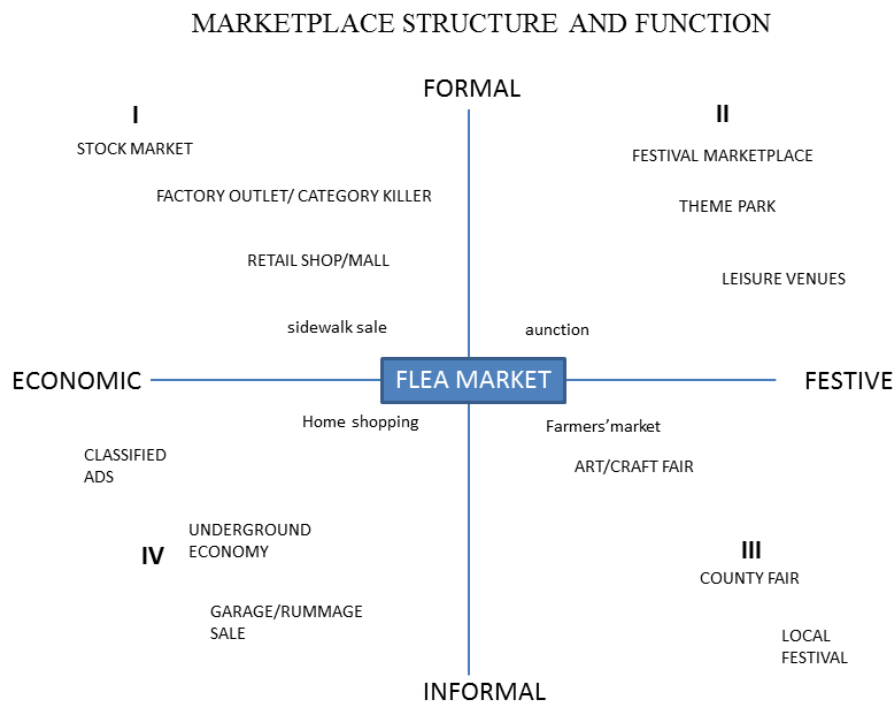 MARKETPLACE STRUCTURE AND FUNCTION
FORMAL
I
STOCK MARKET
FACTORY OUTLET/ CATEGORY KILLER
RETAIL SHOP/MALL
sidewalk sale
II
FESTIVAL MARKETPLACE
THEME PARK
LEISURE VENUES
aunction
ECONOMIC
FLEA MARKET
FESTIVE
Home shopping
CLASSIFIED
ADS
UNDERGROUND
ECONOMY
IV
GARAGE/RUMMAGE
SALE
Farmers’market
ART/CRAFT FAIR
III
COUNTY FAIR
LOCAL
FESTIVAL
INFORMAL